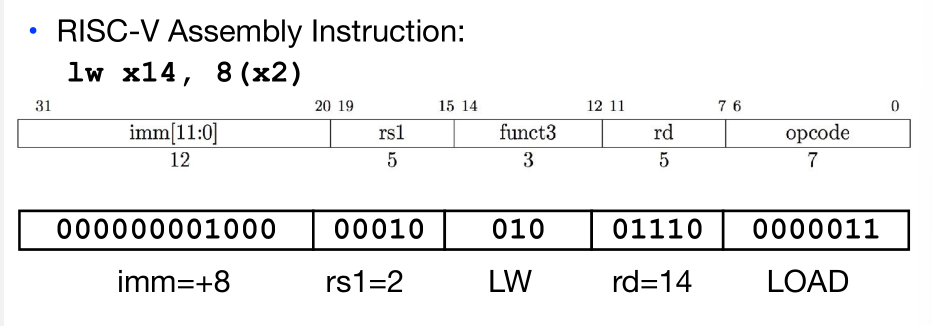 • RISC-V Assembly Instruction:
lw x14, 8(x2)
31 20 19 15 14 12 11 7 6 0
imm[11:0] rs1 funct3 rd opcode
12 5 3 5 7
000000001000 00010 010 01110 0000011
imm=+8 rs1=2 LW rd=14 LOAD